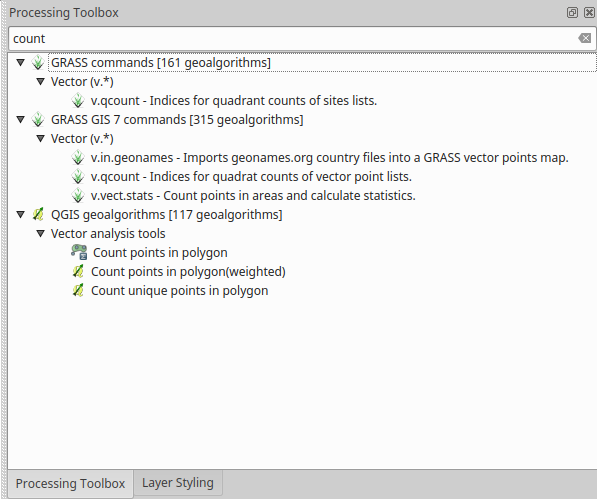 Processing Toolbox
count
GRASS commands [161 geoalgorithms]
Vector (v.*)
v.qcount - Indices for quadrant counts of sites lists.
GRASS GIS 7 commands [315 geoalgorithms]
Vector (v.*)
v.in.geonames - Imports geonames.org country files into a GRASS vector points map.
v.qcount - Indices for quadrat counts of vector point lists.
v.vect.stats - Count points in areas and calculate statistics.
QGIS geoalgorithms [117 geoalgorithms]
Vector analysis tools
Count points in polygon
Count points in polygon(weighted)
Count unique points in polygon
Processing Toolbox
Layer Styling